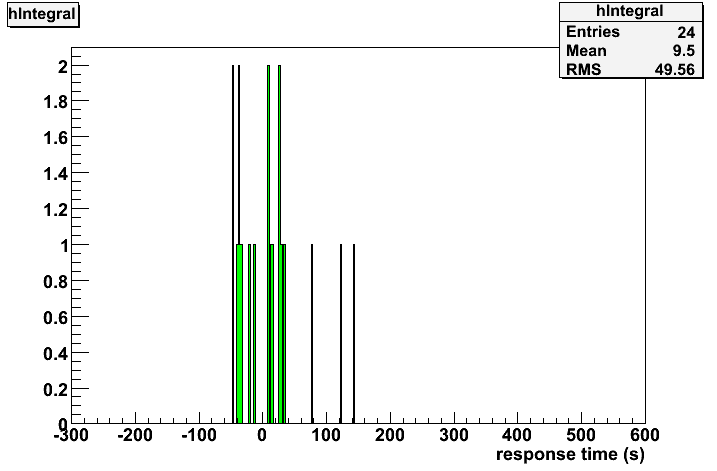 hIntegral
hIntegral
Entries 24
Mean 9.5
RMS 49.56
2
1.8
1.6
1.4
1.2
1
0.8
0.6
0.4
0.2
0
-300 -200 -100 0 100 200 300 400 500 600
response time (s)